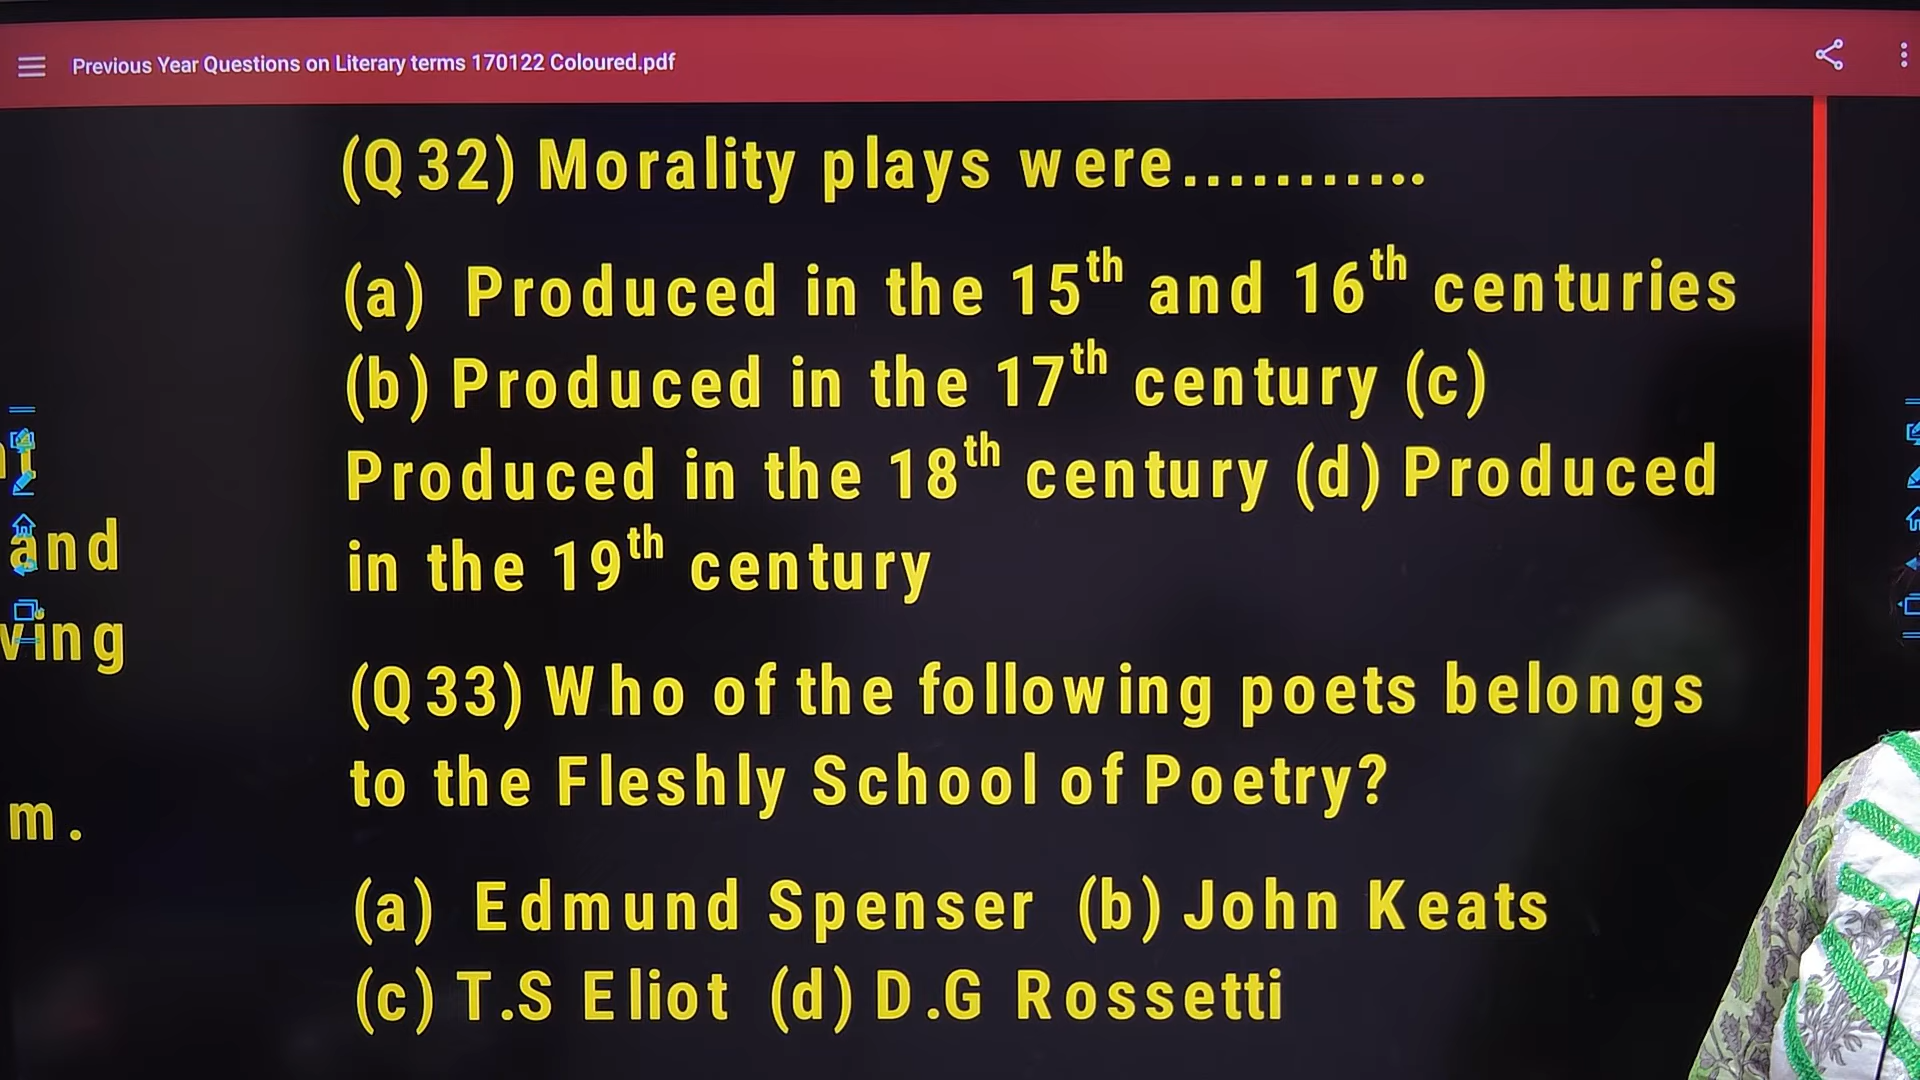 Previous Year Questions on Literary terms 170122 Coloured.pdf
(Q 32) Morality plays were...........
(a) Produced in the 15th and 16th centuries
(b) Produced in the 17th century (c)
Produced in the 18th century (d) Produced
in the 19th century
and
ving
(Q 33) Who of the following poets belongs
to the Fleshly School of Poetry?
m.
(a) Edmund Spenser (b) John Keats
(c) T.S Eliot (d) D.G Rossetti